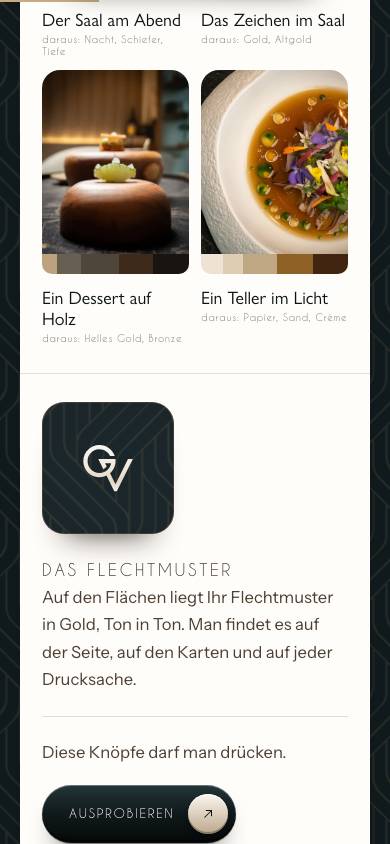 Der Saal am Abend
daraus: Nacht, Schiefer,
Tiefe
Das Zeichen im Saal
daraus: Gold, Altgold
Ein Dessert auf
Holz
daraus: Helles Gold, Bronze
Ein Teller im Licht
daraus: Papier, Sand, Crème
GV
DAS FLECHTMUSTER
Auf den Flächen liegt Ihr Flechtmuster
in Gold, Ton in Ton. Man findet es auf
der Seite, auf den Karten und auf jeder
Drucksache.
Diese Knöpfe darf man drücken.
AUSPROBIEREN